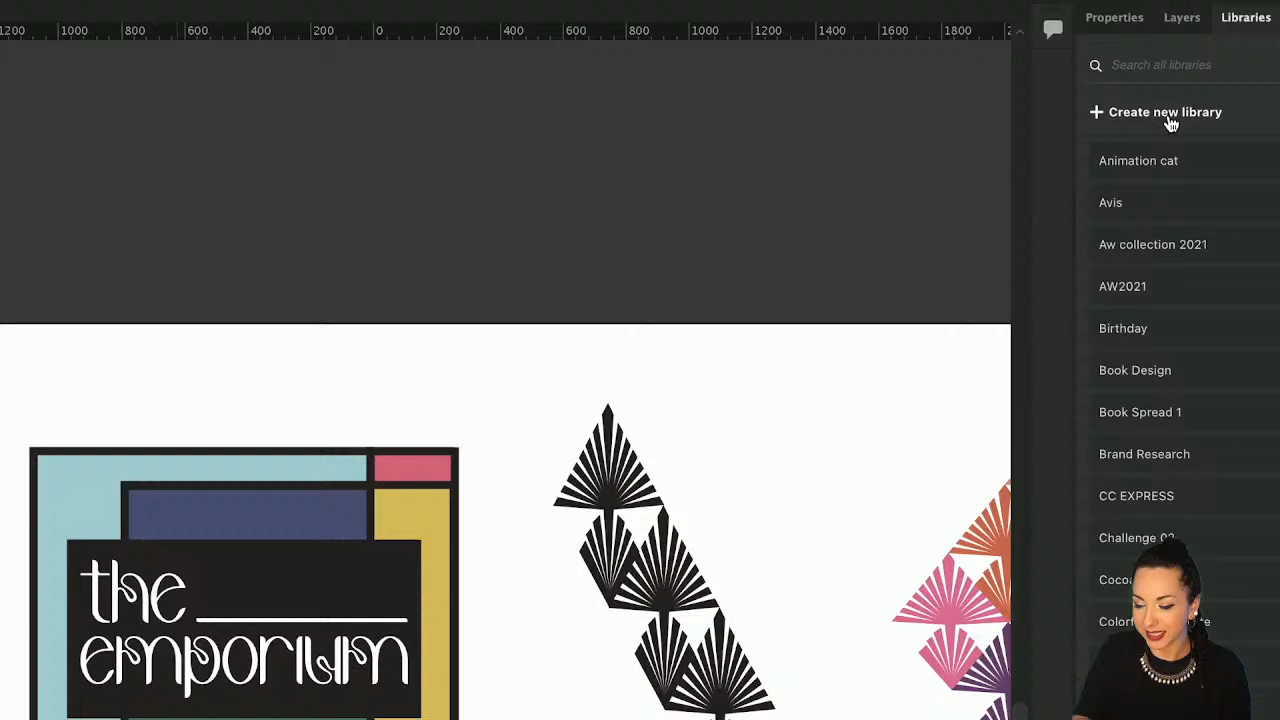 Properties Layers Libraries
1200 1000 800 600 400 200 0 200 400 600 800 1000 1200 1400 1600 1800
Search all libraries
Create new library
Animation cat
Avis
Aw collection 2021
AW2021
Birthday
Book Design
Book Spread 1
Brand Research
CC EXPRESS
Challenge
the
emporium